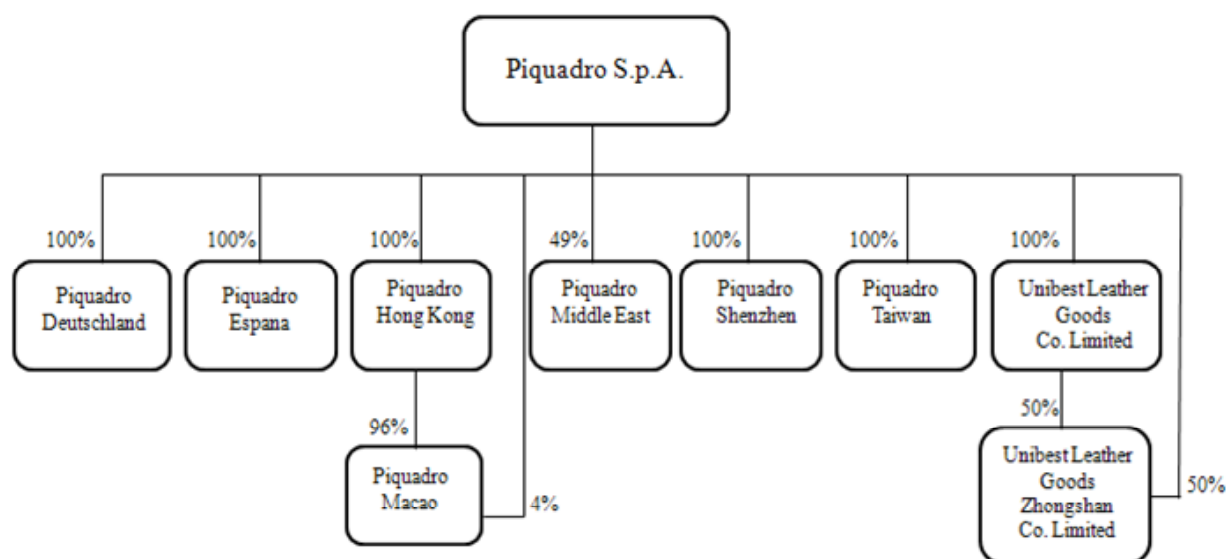 Piquadro S.p.A.
100%
100%
100%
49%
100%
100%
100%
Piquadro
Deutschland
Piquadro
Espana
Piquadro
Hong Kong
Piquadro
Middle East
Piquadro
Shenzhen
Piquadro
Taiwan
Unibest Leather
Goods
Co. Limited
96%
50%
Piquadro
Macao
4%
Unibest Leather
Goods
Zhongshan
Co. Limited
50%